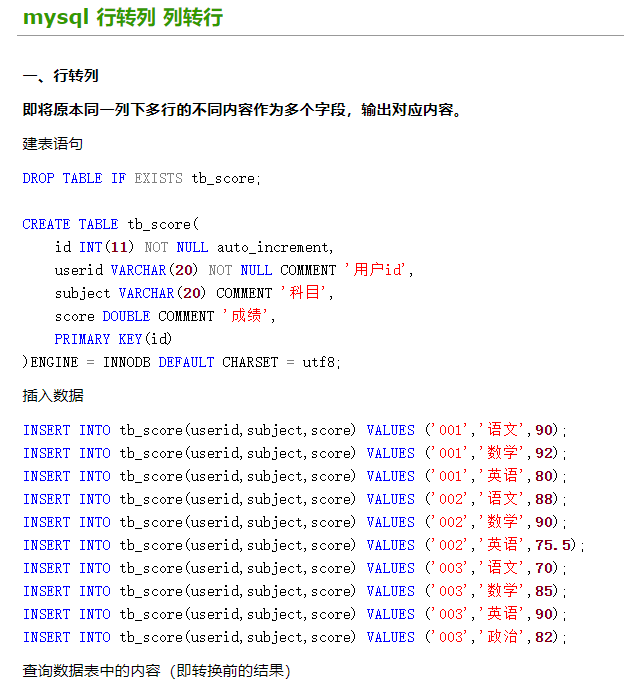 mysql 行转列 列转行
一、行转列
即将原本同一列下多行的不同内容作为多个字段，输出对应内容。
建表语句
DROP TABLE IF EXISTS tb_score;
CREATE TABLE tb_score(
    id INT(11) NOT NULL auto_increment,
    userid VARCHAR(20) NOT NULL COMMENT '用户id',
    subject VARCHAR(20) COMMENT '科目',
    score DOUBLE COMMENT '成绩',
    PRIMARY KEY(id)
)ENGINE = INNODB DEFAULT CHARSET = utf8;
插入数据
INSERT INTO tb_score(userid,subject,score) VALUES ('001','语文',90);
INSERT INTO tb_score(userid,subject,score) VALUES ('001','数学',92);
INSERT INTO tb_score(userid,subject,score) VALUES ('001','英语',80);
INSERT INTO tb_score(userid,subject,score) VALUES ('002','语文',88);
INSERT INTO tb_score(userid,subject,score) VALUES ('002','数学',90);
INSERT INTO tb_score(userid,subject,score) VALUES ('002','英语',75.5);
INSERT INTO tb_score(userid,subject,score) VALUES ('003','语文',70);
INSERT INTO tb_score(userid,subject,score) VALUES ('003','数学',85);
INSERT INTO tb_score(userid,subject,score) VALUES ('003','英语',90);
INSERT INTO tb_score(userid,subject,score) VALUES ('003','政治',82);
查询数据表中的内容（即转换前的结果）